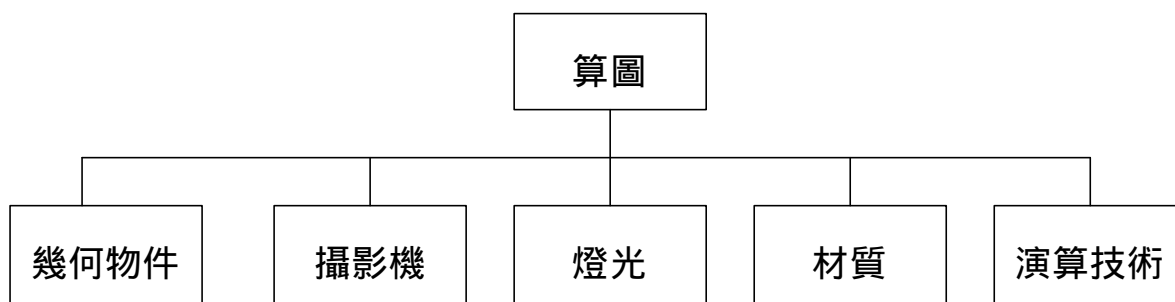 算圖
幾何物件
攝影機
燈光
材質
演算技術